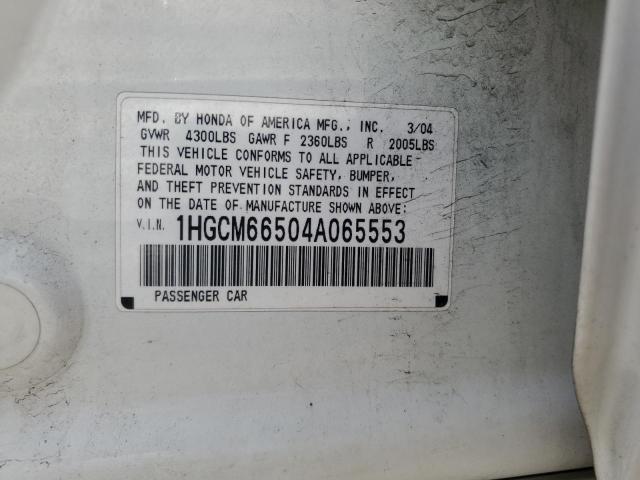 MFD. BY HONDA OF AMERICA MFG., INC. 3/04
GVWR 4300LBS GAWR F 2360LBS R 2005LBS
THIS VEHICLE CONFORMS TO ALL APPLICABLE
FEDERAL MOTOR VEHICLE SAFETY, BUMPER,
AND THEFT PREVENTION STANDARDS IN EFFECT
ON THE DATE OF MANUFACTURE SHOWN ABOVE:
V.I.N. 1HGCM66504A065553
PASSENGER CAR